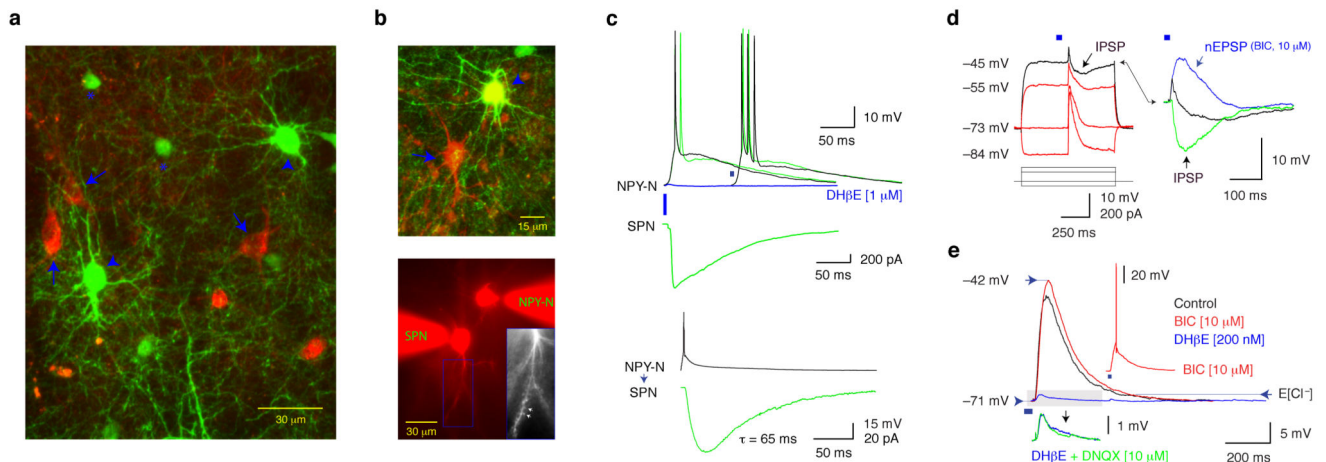 a
30 µm
b
15 µm
SPN
NPY-N
30 µm
c
10 mV
50 ms
NPY-N
DHβE [1 µM]
SPN
200 pA
50 ms
NPY-N
SPN
τ = 65 ms
15 mV
20 pA
50 ms
d
IPSP
nEPSP (BIC, 10 µM)
–45 mV
–55 mV
–73 mV
–84 mV
10 mV
200 pA
250 ms
IPSP
10 mV
100 ms
e
–42 mV
20 mV
Control
BIC [10 µM]
DHβE [200 nM]
BIC [10 µM]
E[Cl⁻]
–71 mV
1 mV
5 mV
200 ms
DHβE + DNQX [10 µM]